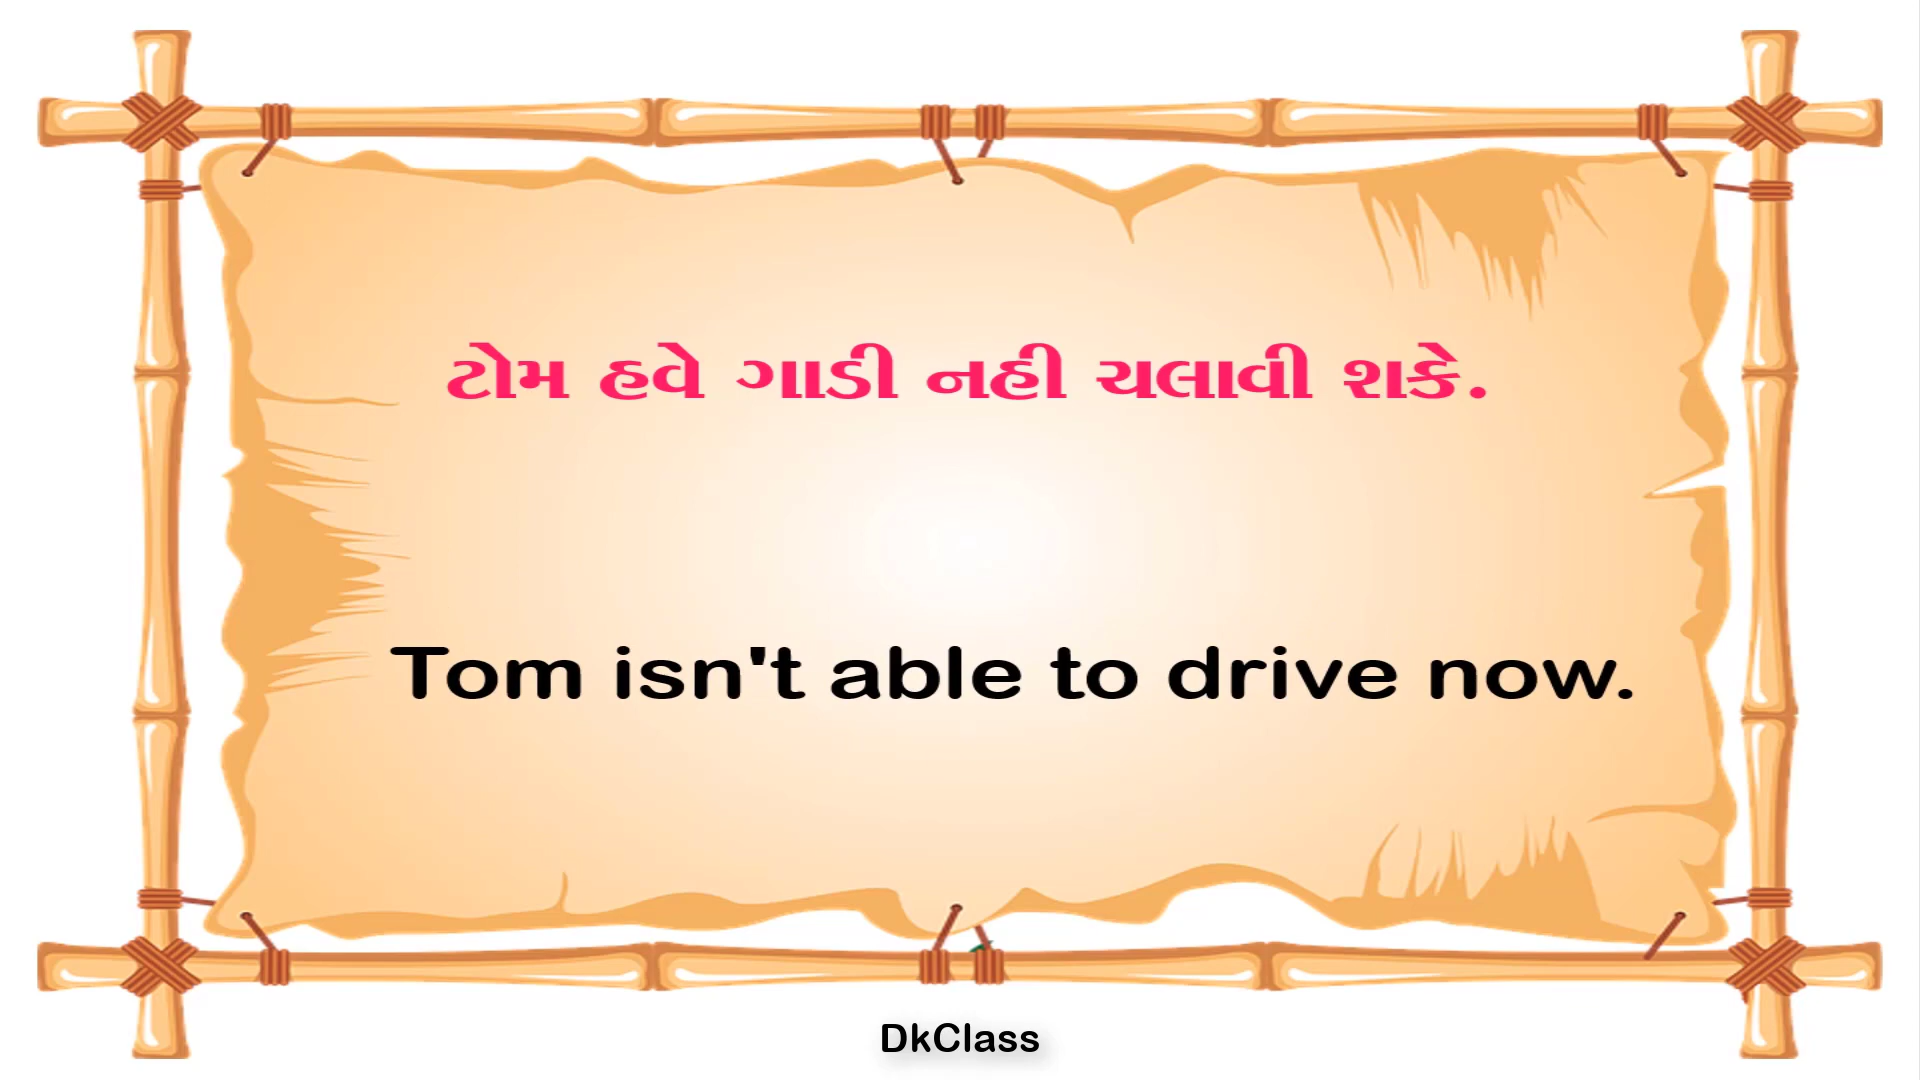 ટોમ હવે ગાડી નહી ચલાવી શકે.
Tom isn't able to drive now.
DkClass